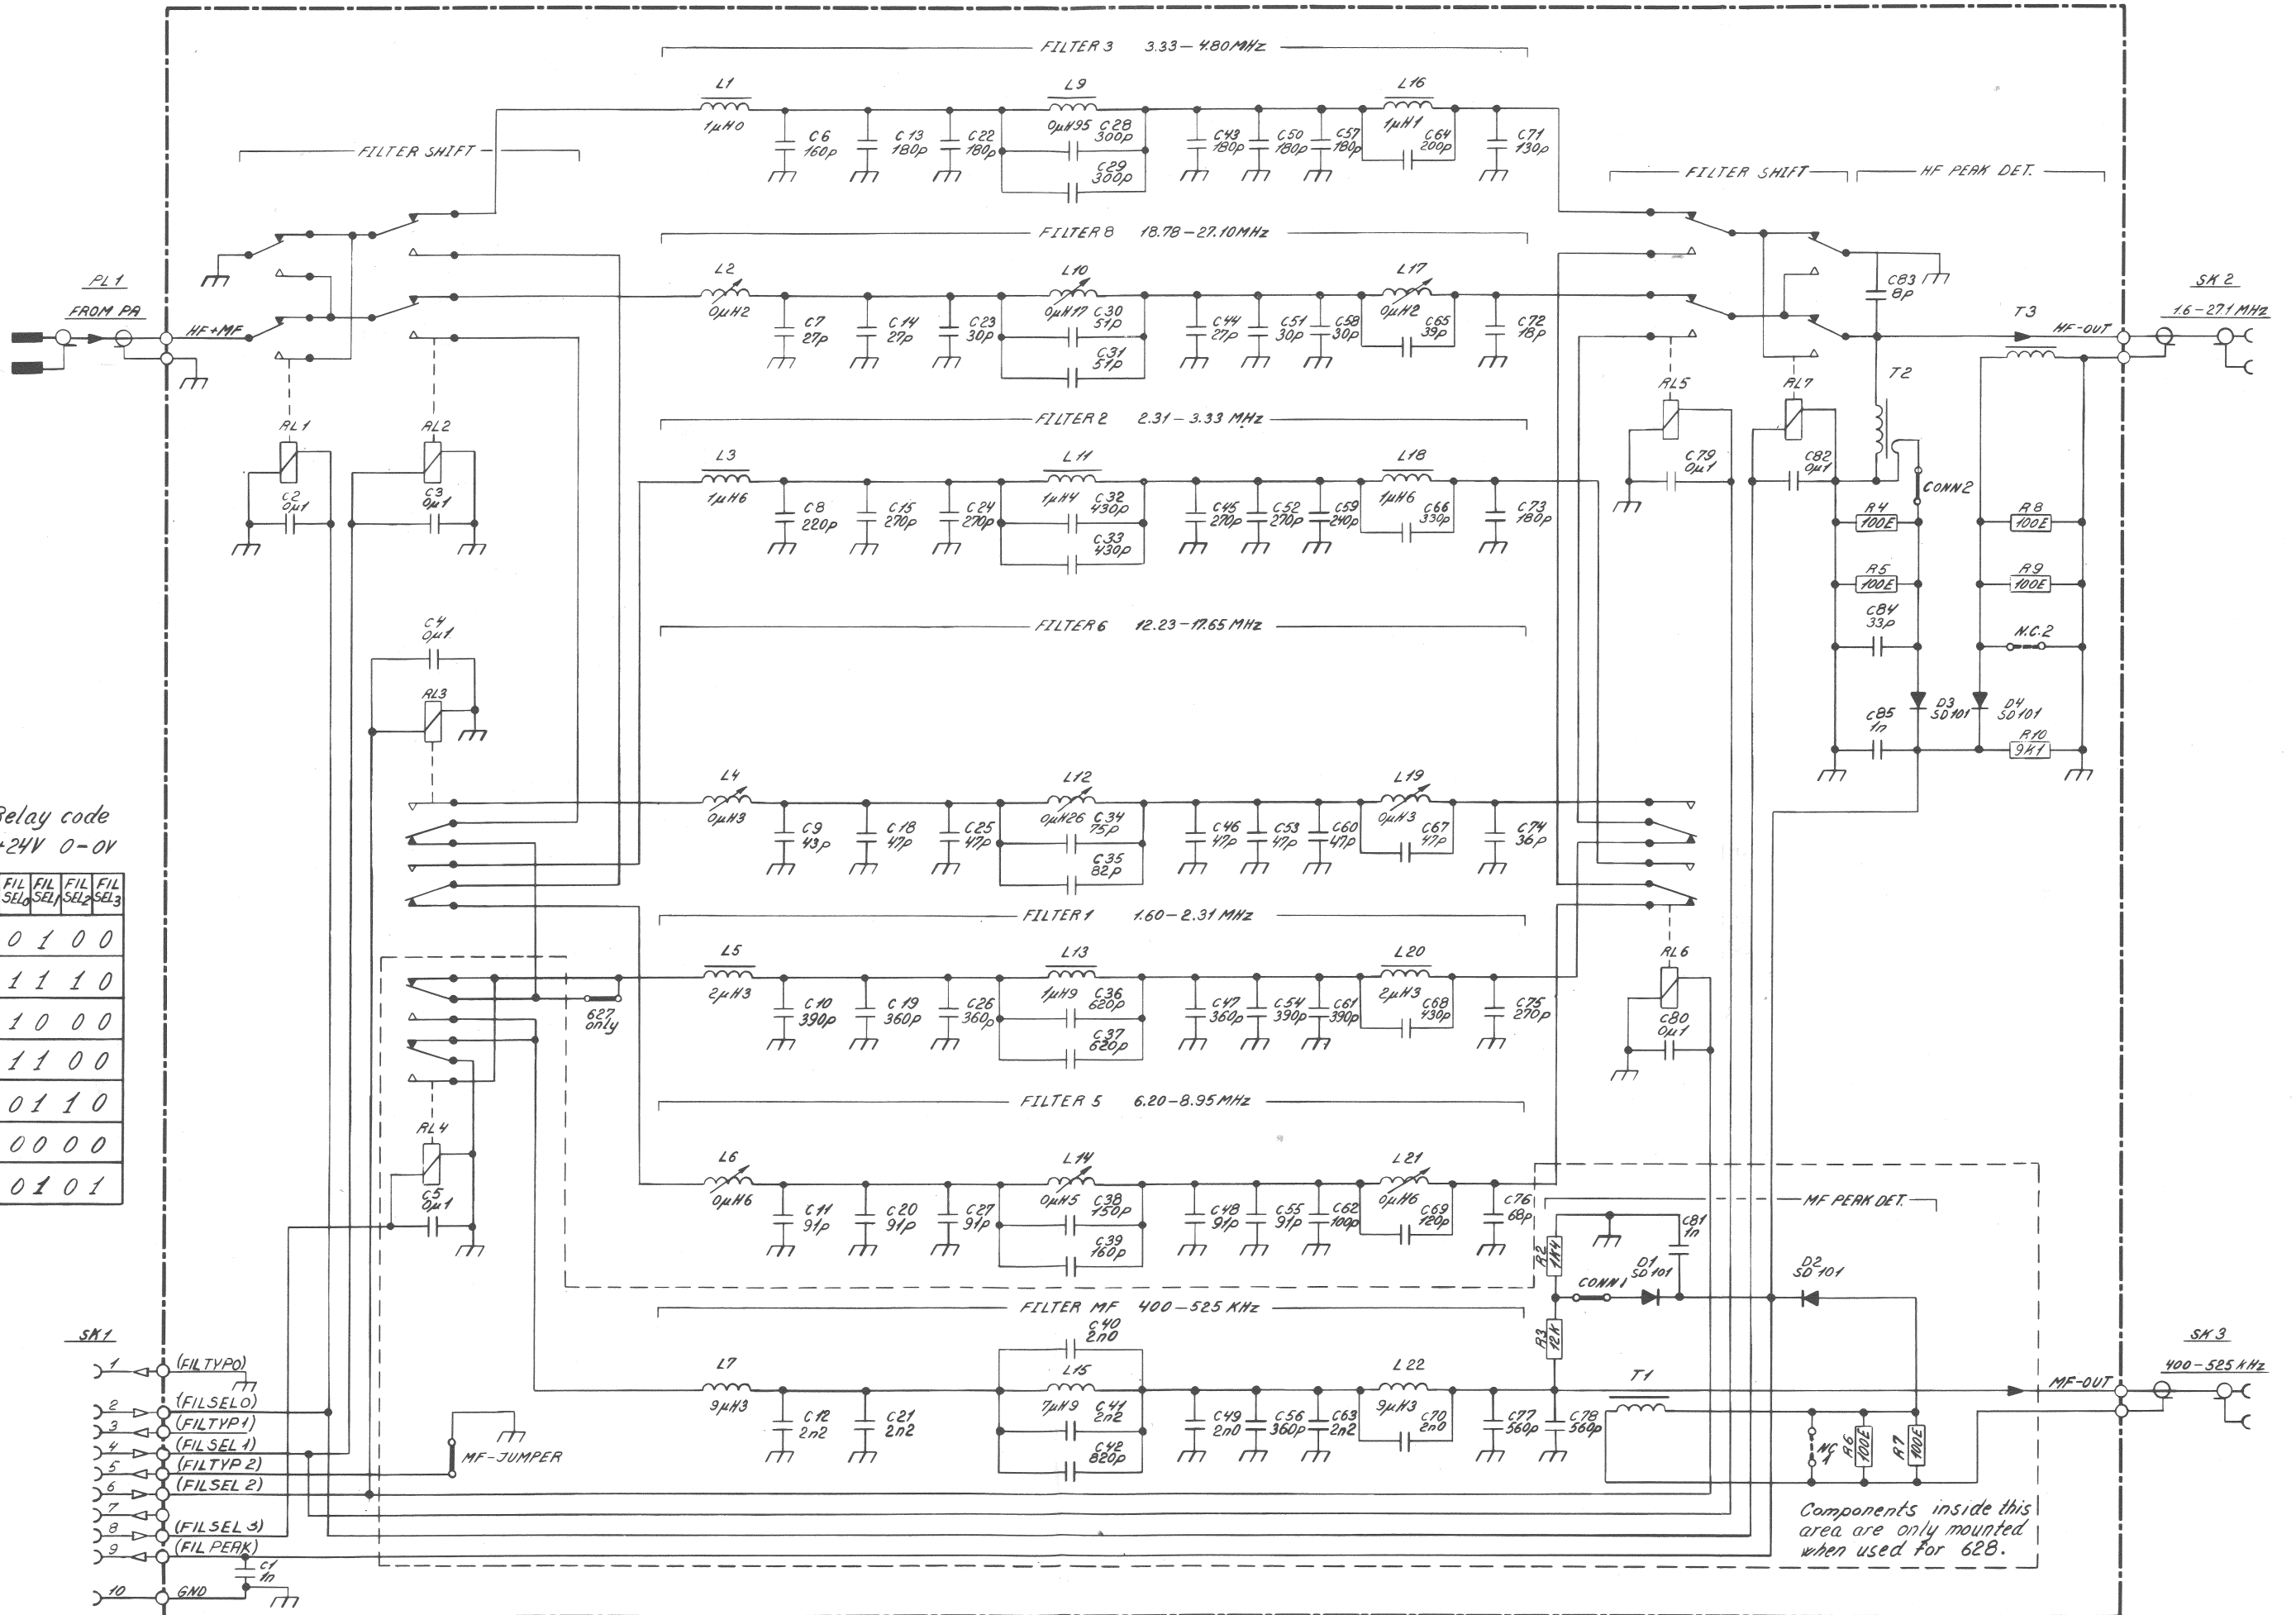 FILTER 3 3.33–4.80MHz
L1
1µH0
C6
160p
C13
180p
C22
180p
L9
0µH95
C28
300p
C29
300p
C43
180p
C50
180p
C57
180p
L16
1µH1
C64
200p
C71
130p
FILTER SHIFT
FILTER SHIFT
HF PEAK DET.
FILTER 8 18.78–27.10MHz
L2
0µH2
C7
27p
C14
27p
C23
30p
L10
0µH17
C30
51p
C31
51p
C44
27p
C51
30p
C58
30p
L17
0µH2
C65
39p
C72
18p
PL1
FROM PA
HF+MF
C83
8p
T3
HF-OUT
SK2
1.6–27.1 MHz
T2
RL1
C2
0µ1
RL2
C3
0µ1
RL5
C79
0µ1
RL7
C82
0µ1
CONN2
FILTER 2 2.31–3.33 MHz
L3
1µH6
C8
220p
C15
270p
C24
270p
L11
1µH4
C32
430p
C33
430p
C45
270p
C52
270p
C59
240p
L18
1µH6
C66
330p
C73
180p
R4
100E
R8
100E
R5
100E
R9
100E
C84
33p
N.C.2
D3
SD101
D4
SD101
C85
1n
R10
9K1
C4
0µ1
RL3
FILTER 6 12.23–17.65 MHz
L4
0µH3
C9
43p
C18
47p
C25
47p
L12
0µH26
C34
75p
C35
82p
C46
47p
C53
47p
C60
47p
L19
0µH3
C67
47p
C74
36p
Relay code
+24V 0–0V
FIL SEL0 FIL SEL1 FIL SEL2 FIL SEL3
0 1 0 0
1 1 1 0
1 0 0 0
1 1 0 0
0 1 1 0
0 0 0 0
0 1 0 1
FILTER 1 1.60–2.31 MHz
627
only
L5
2µH3
C10
390p
C19
360p
C26
360p
L13
1µH9
C36
620p
C37
620p
C47
360p
C54
390p
C61
390p
L20
2µH3
C68
430p
C75
270p
RL6
C80
0µ1
RL4
C5
0µ1
FILTER 5 6.20–8.95MHz
L6
0µH6
C11
91p
C20
91p
C27
91p
L14
0µH5
C38
150p
C39
160p
C48
91p
C55
91p
C62
100p
L21
0µH6
C69
120p
C76
68p
MF PEAK DET.
R2
1K4
C81
1n
CONN1
D1
SD101
D2
SD101
R3
12K
FILTER MF 400–525 KHz
L7
9µH3
C12
2n2
C21
2n2
C40
2n0
L15
7µH9
C41
2n2
C42
820p
C49
2n0
C56
360p
C63
2n2
L22
9µH3
C70
2n0
C77
560p
C78
560p
T1
MF-OUT
SK3
400–525 kHz
NC
1
R6
100E
R7
100E
SK1
1 (FILTYP0)
2 (FILSEL0)
3 (FILTYP1)
4 (FILSEL1)
5 (FILTYP2)
6 (FILSEL2)
7
8 (FILSEL3)
9 (FILPEAK)
C1
1n
10 GND
MF-JUMPER
Components inside this
area are only mounted
when used for 628.